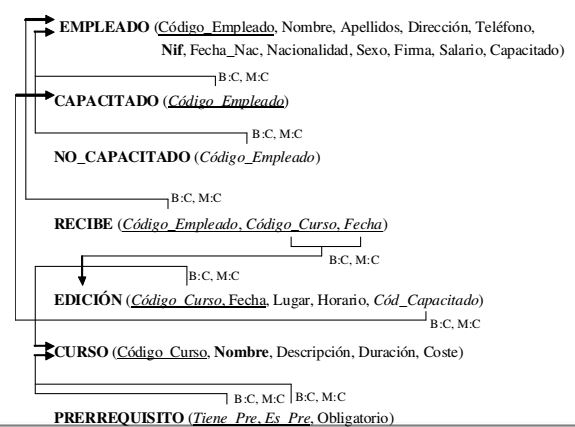 EMPLEADO (Código_Empleado, Nombre, Apellidos, Dirección, Teléfono,
Nif, Fecha_Nac, Nacionalidad, Sexo, Firma, Salario, Capacitado)
B:C, M:C
CAPACITADO (Código_Empleado)
B:C, M:C
NO_CAPACITADO (Código_Empleado)
B:C, M:C
RECIBE (Código_Empleado, Código_Curso, Fecha)
B:C, M:C
B:C, M:C
EDICIÓN (Código_Curso, Fecha, Lugar, Horario, Cód_Capacitado)
B:C, M:C
CURSO (Código_Curso, Nombre, Descripción, Duración, Coste)
B:C, M:C B:C, M:C
PRERREQUISITO (Tiene_Pre, Es_Pre, Obligatorio)